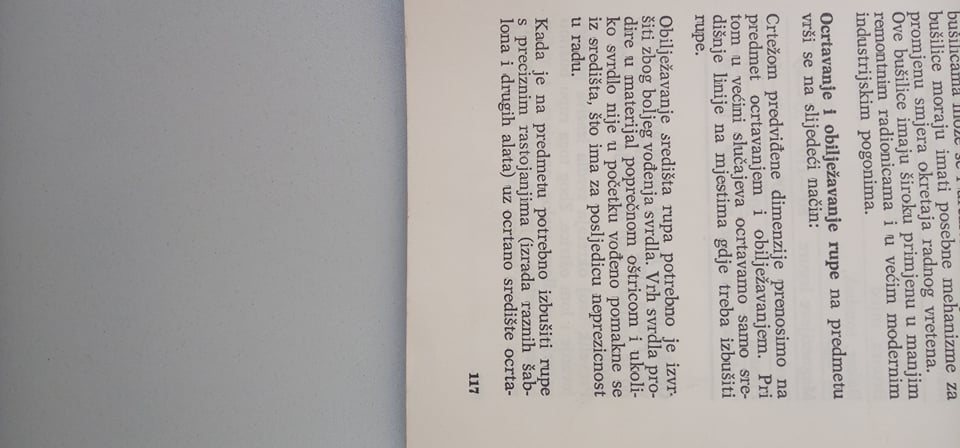 bušilice moraju imati posebne mehanizme za
promjenu smjera okretaja radnog vretena.
Ove bušilice imaju široku primjenu u manjim
remontnim radionicama i u većim modernim
industrijskim pogonima.
Ocrtavanje i obilježavanje rupe na predmetu
vrši se na slijedeći način:
Crtežom predviđene dimenzije prenosimo na
predmet ocrtavanjem i obilježavanjem. Pri
tom u većini slučajeva ocrtavamo samo sre-
dišnje linije na mjestima gdje treba izbušiti
rupe.
Obilježavanje središta rupa potrebno je izvr-
šiti zbog boljeg vođenja svrdla. Vrh svrdla pro-
dire u materijal poprečnom oštricom i ukoli-
ko svrdlo nije u početku vođeno pomakne se
iz središta, što ima za posljedicu neprezicnost
u radu.
Kada je na predmetu potrebno izbušiti rupe
s preciznim rastojanjima (izrada raznih šab-
lona i drugih alata) uz ocrtano središte ocrta-
117